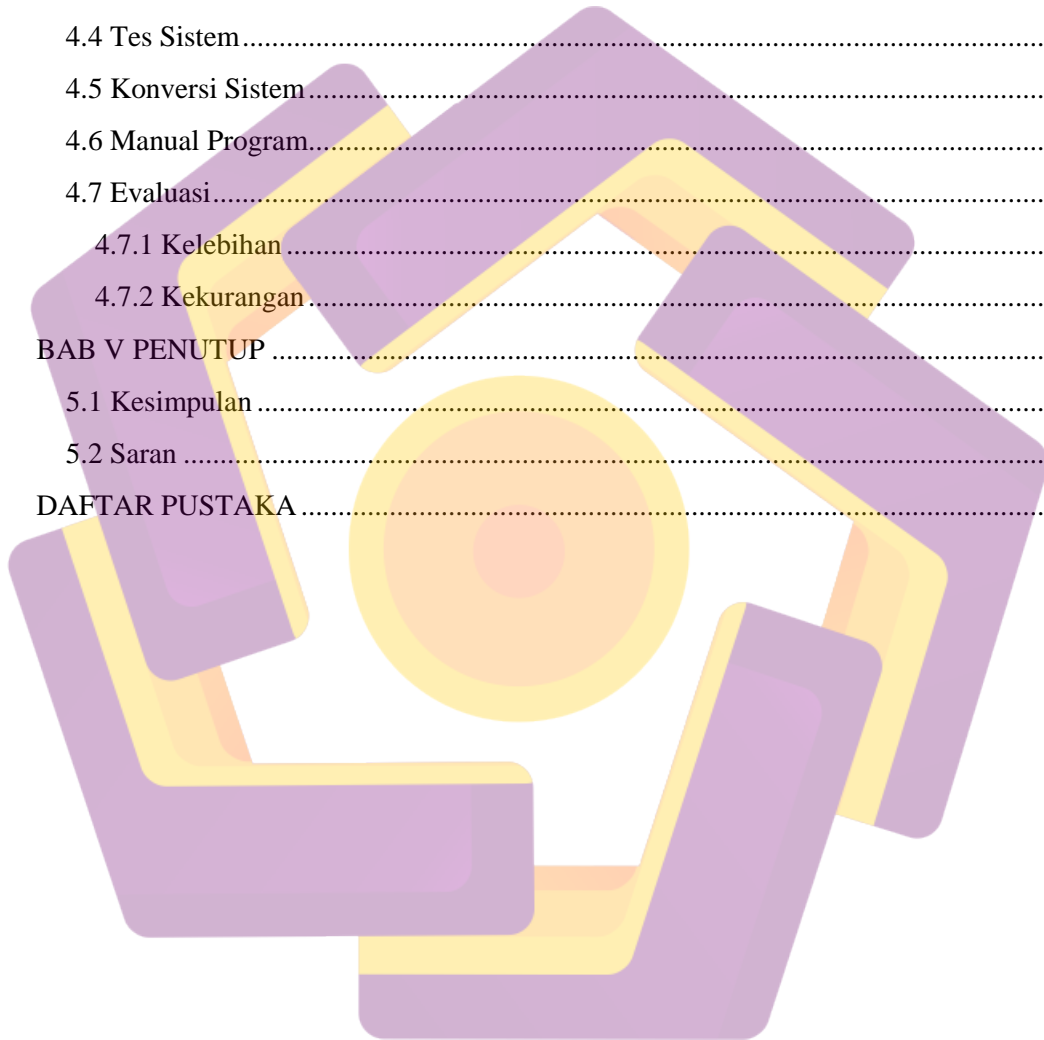 4.4 Tes Sistem................................................................................................................
4.5 Konversi Sistem.......................................................................................................
4.6 Manual Program......................................................................................................
4.7 Evaluasi....................................................................................................................
4.7.1 Kelebihan.........................................................................................................
4.7.2 Kekurangan......................................................................................................
BAB V PENUTUP.........................................................................................................
5.1 Kesimpulan..............................................................................................................
5.2 Saran........................................................................................................................
DAFTAR PUSTAKA.....................................................................................................